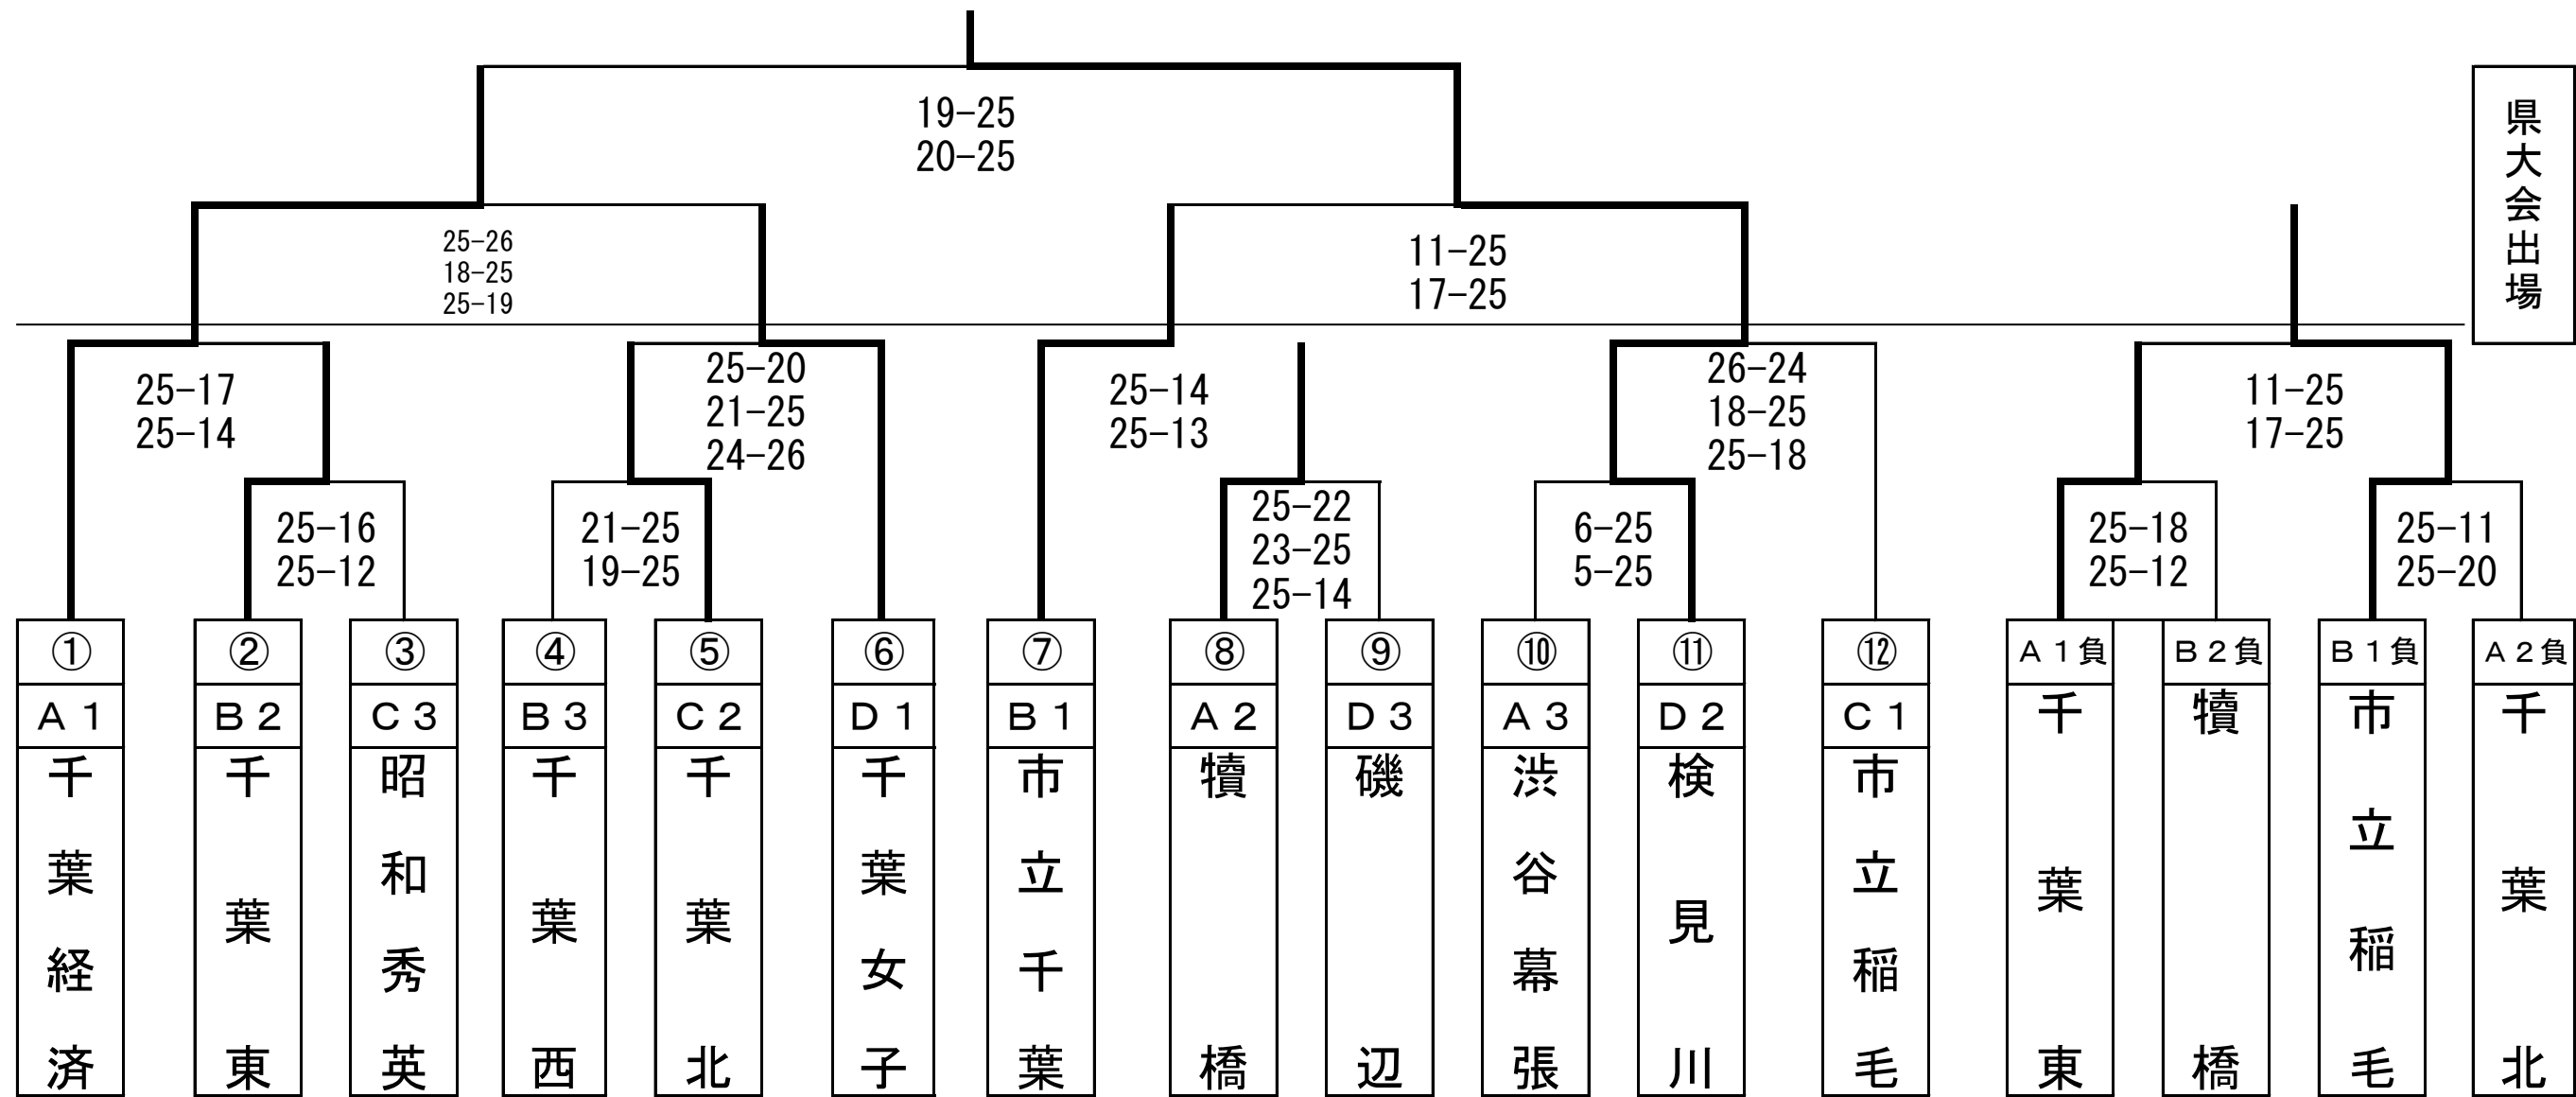 19-25
20-25
県大会出場
25-26
18-25
25-19
11-25
17-25
25-17
25-14
25-20
21-25
24-26
25-14
25-13
26-24
18-25
25-18
11-25
17-25
25-16
25-12
21-25
19-25
25-22
23-25
25-14
6-25
5-25
25-18
25-12
25-11
25-20
① A1 千葉経済
② B2 千葉東
③ C3 昭和秀英
④ B3 千葉西
⑤ C2 千葉北
⑥ D1 千葉女子
⑦ B1 市立千葉
⑧ A2 犢橋
⑨ D3 磯辺
⑩ A3 渋谷幕張
⑪ D2 検見川
⑫ C1 市立稲毛
A1負 千葉東
B2負 犢橋
B1負 市立稲毛
A2負 千葉北